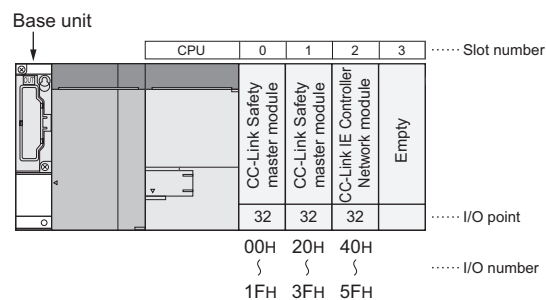 Base unit
CPU 0 1 2 3 ······ Slot number
OUT
CC-Link Safety
master module
CC-Link Safety
master module
CC-Link IE Controller
Network module
Empty
32 32 32 ······ I/O point
00H 20H 40H
∫ ∫ ∫ ······ I/O number
1FH 3FH 5FH